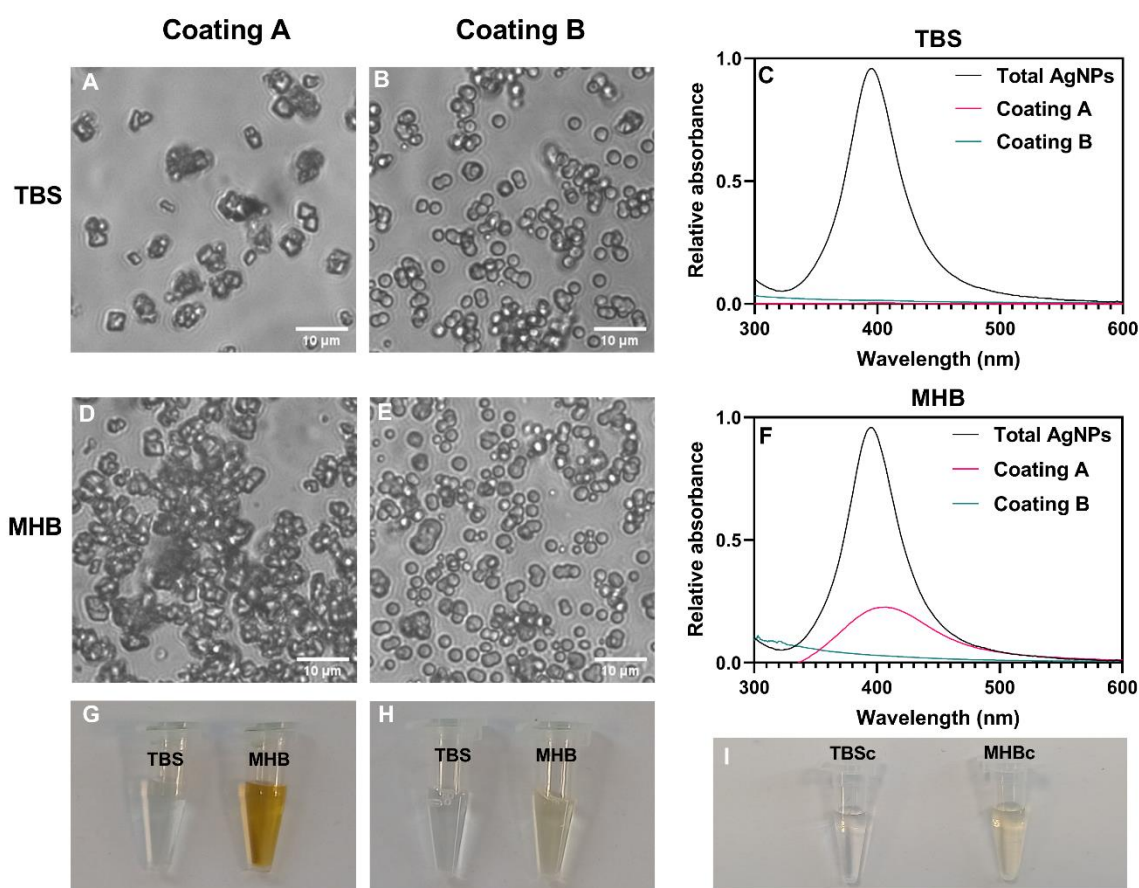 Coating A
Coating B
TBS
A
10 µm
B
10 µm
TBS
C
Total AgNPs
Coating A
Coating B
Relative absorbance
1.0
0.5
0.0
300
400
500
600
Wavelength (nm)
MHB
D
10 µm
E
10 µm
MHB
F
Total AgNPs
Coating A
Coating B
Relative absorbance
1.0
0.5
0.0
300
400
500
600
Wavelength (nm)
G
TBS
MHB
H
TBS
MHB
I
TBSc
MHBc